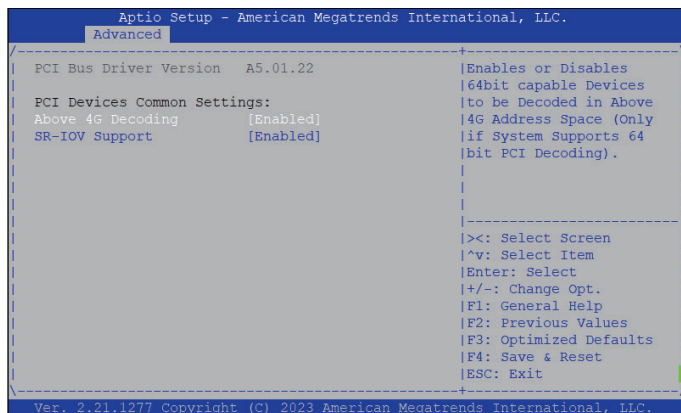 Aptio Setup - American Megatrends International, LLC.
Advanced
/----------------------------------------------------+-------------------------
| PCI Bus Driver Version A5.01.22 |Enables or Disables
| |64bit capable Devices
| PCI Devices Common Settings: |to be Decoded in Above
| Above 4G Decoding [Enabled] |4G Address Space (Only
| SR-IOV Support [Enabled] |if System Supports 64
| |bit PCI Decoding).
| |
| |
| |
| |-------------------------
| |><: Select Screen
| |^v: Select Item
| |Enter: Select
| |+/-: Change Opt.
| |F1: General Help
| |F2: Previous Values
| |F3: Optimized Defaults
| |F4: Save & Reset
| |ESC: Exit
\----------------------------------------------------+-------------------------
Ver. 2.21.1277 Copyright (C) 2023 American Megatrends International, LLC.